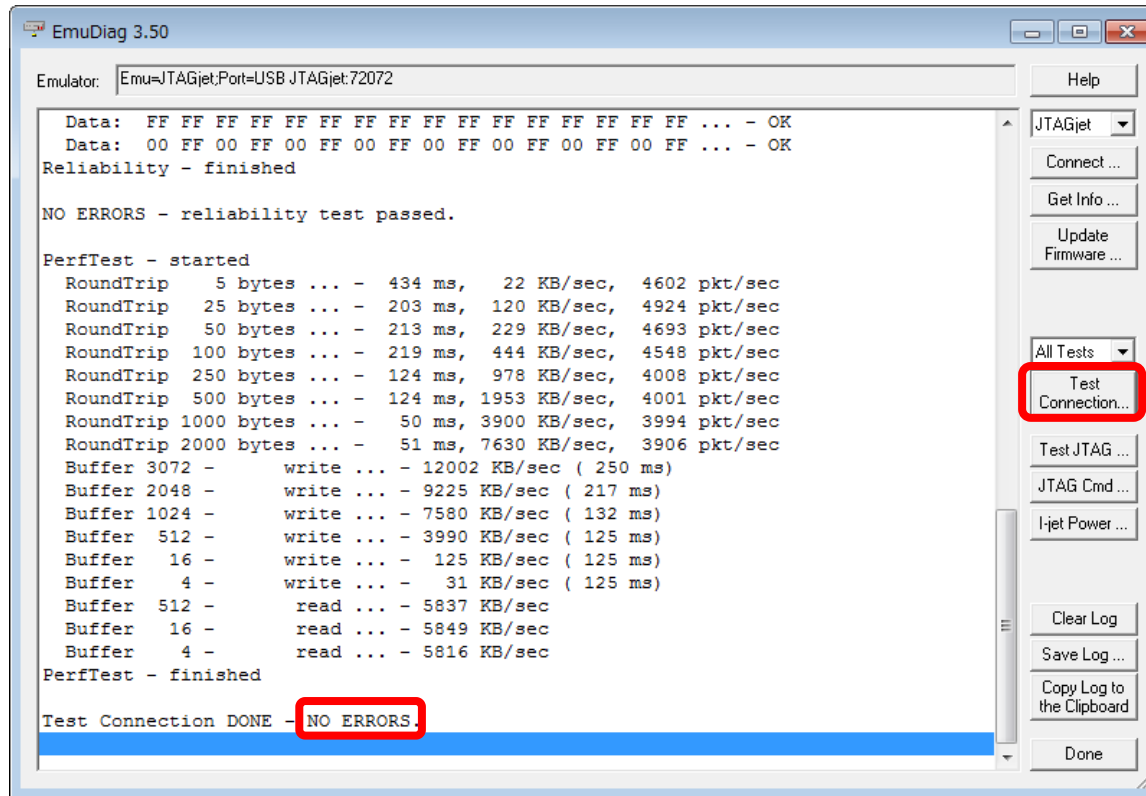 EmuDiag 3.50
Emulator: Emu=JTAGjet;Port=USB JTAGjet:72072
Help
Data: FF FF FF FF FF FF FF FF FF FF FF FF FF FF FF FF ... - OK
Data: 00 FF 00 FF 00 FF 00 FF 00 FF 00 FF 00 FF 00 FF ... - OK
Reliability - finished
NO ERRORS - reliability test passed.
PerfTest - started
RoundTrip 5 bytes ... - 434 ms, 22 KB/sec, 4602 pkt/sec
RoundTrip 25 bytes ... - 203 ms, 120 KB/sec, 4924 pkt/sec
RoundTrip 50 bytes ... - 213 ms, 229 KB/sec, 4693 pkt/sec
RoundTrip 100 bytes ... - 219 ms, 444 KB/sec, 4548 pkt/sec
RoundTrip 250 bytes ... - 124 ms, 978 KB/sec, 4008 pkt/sec
RoundTrip 500 bytes ... - 124 ms, 1953 KB/sec, 4001 pkt/sec
RoundTrip 1000 bytes ... - 50 ms, 3900 KB/sec, 3994 pkt/sec
RoundTrip 2000 bytes ... - 51 ms, 7630 KB/sec, 3906 pkt/sec
Buffer 3072 - write ... - 12002 KB/sec ( 250 ms)
Buffer 2048 - write ... - 9225 KB/sec ( 217 ms)
Buffer 1024 - write ... - 7580 KB/sec ( 132 ms)
Buffer 512 - write ... - 3990 KB/sec ( 125 ms)
Buffer 16 - write ... - 125 KB/sec ( 125 ms)
Buffer 4 - write ... - 31 KB/sec ( 125 ms)
Buffer 512 - read ... - 5837 KB/sec
Buffer 16 - read ... - 5849 KB/sec
Buffer 4 - read ... - 5816 KB/sec
PerfTest - finished
Test Connection DONE - NO ERRORS.
JTAGjet
Connect ...
Get Info ...
Update
Firmware ...
All Tests
Test
Connection...
Test JTAG ...
JTAG Cmd ...
I-jet Power ...
Clear Log
Save Log ...
Copy Log to
the Clipboard
Done